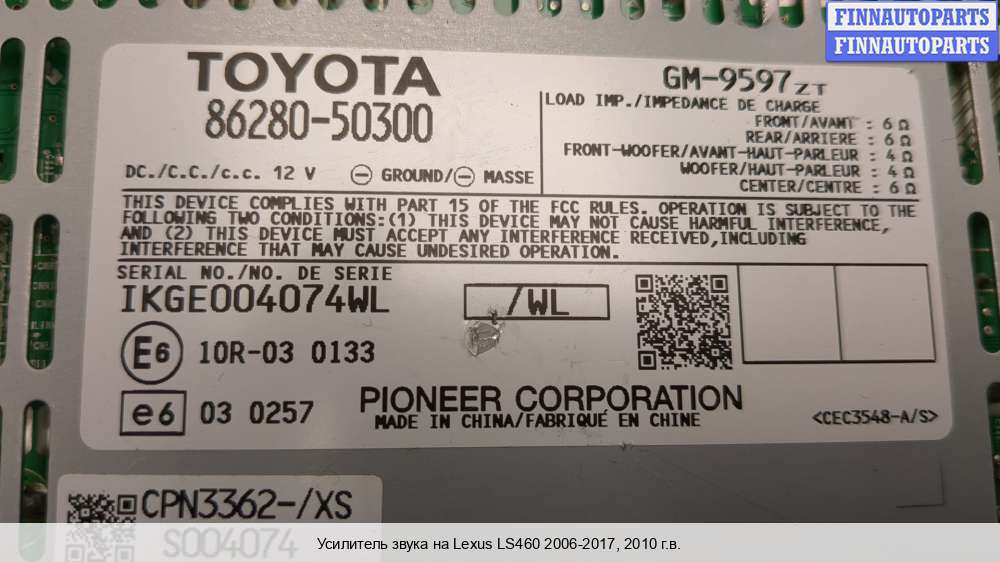 FINNAUTOPARTS
FINNAUTOPARTS
TOYOTA
86280-50300
DC./C.C./c.c. 12 V ⊖ GROUND/⊖ MASSE
GM-9597ZT
LOAD IMP./IMPEDANCE DE CHARGE
FRONT/AVANT : 6 Ω
REAR/ARRIERE : 6 Ω
FRONT-WOOFER/AVANT-HAUT-PARLEUR : 4 Ω
WOOFER/HAUT-PARLEUR : 4 Ω
CENTER/CENTRE : 6 Ω
THIS DEVICE COMPLIES WITH PART 15 OF THE FCC RULES. OPERATION IS SUBJECT TO THE
FOLLOWING TWO CONDITIONS:(1) THIS DEVICE MAY NOT CAUSE HARMFUL INTERFERENCE,
AND (2) THIS DEVICE MUST ACCEPT ANY INTERFERENCE RECEIVED,INCLUDING
INTERFERENCE THAT MAY CAUSE UNDESIRED OPERATION.
SERIAL NO./NO. DE SERIE
IKGE004074WL
/WL
E6 10R-03 0133
e6 03 0257
PIONEER CORPORATION
MADE IN CHINA/FABRIQUÉ EN CHINE
<CEC3548-A/S>
CPN3362-/XS
S004074
Усилитель звука на Lexus LS460 2006-2017, 2010 г.в.